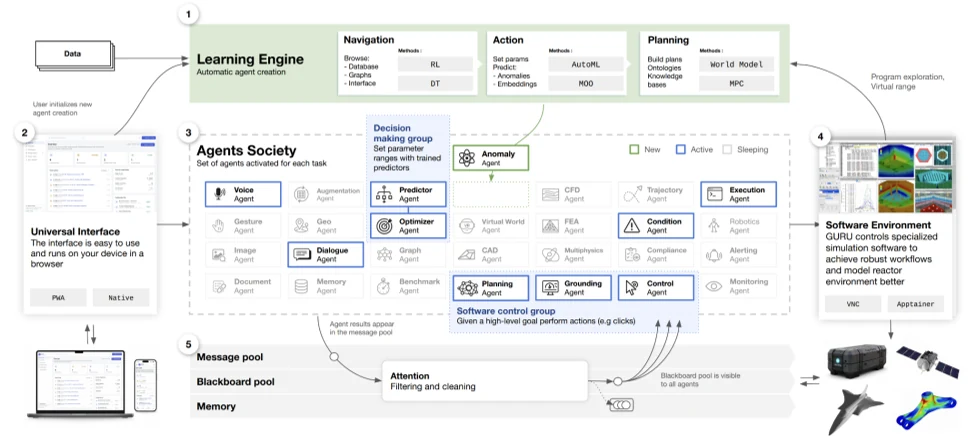 1
Data
Learning Engine
Automatic agent creation
Navigation
Browse:
- Database
- Graphs
- Interface
Methods :
RL
DT
Action
Set params
Predict:
- Anomalies
- Embeddings
Methods :
AutoML
MOO
Planning
Build plans
Ontologies
Knowledge
bases
Methods :
World Model
MPC
Program exploration,
Virtual range
User initializes new
agent creation
2
Universal Interface
The interface is easy to use
and runs on your device in a
browser
PWA
Native
3
Agents Society
Set of agents activated for each task
Decision
making group
Set parameter
ranges with trained
predictors
Anomaly
Agent
New
Active
Sleeping
Voice
Agent
Augmentation
Agent
Predictor
Agent
CFD
Agent
Trajectory
Agent
Execution
Agent
Gesture
Agent
Geo
Agent
Optimizer
Agent
Virtual World
Agent
FEA
Agent
Condition
Agent
Robotics
Agent
Image
Agent
Dialogue
Agent
Graph
Agent
CAD
Agent
Multiphysics
Agent
Compliance
Agent
Alerting
Agent
Document
Agent
Memory
Agent
Benchmark
Agent
Planning
Agent
Grounding
Agent
Control
Agent
Monitoring
Agent
Software control group
Given a high-level goal perform actions (e.g clicks)
4
Software Environment
GURU controls specialized
simulation software to
achieve robust workflows
and model reactor
environment better
VNC
Apptainer
Agent results appear
in the message pool
5
Message pool
Blackboard pool
Memory
Attention
Filtering and cleaning
Blackboard pool is visible
to all agents